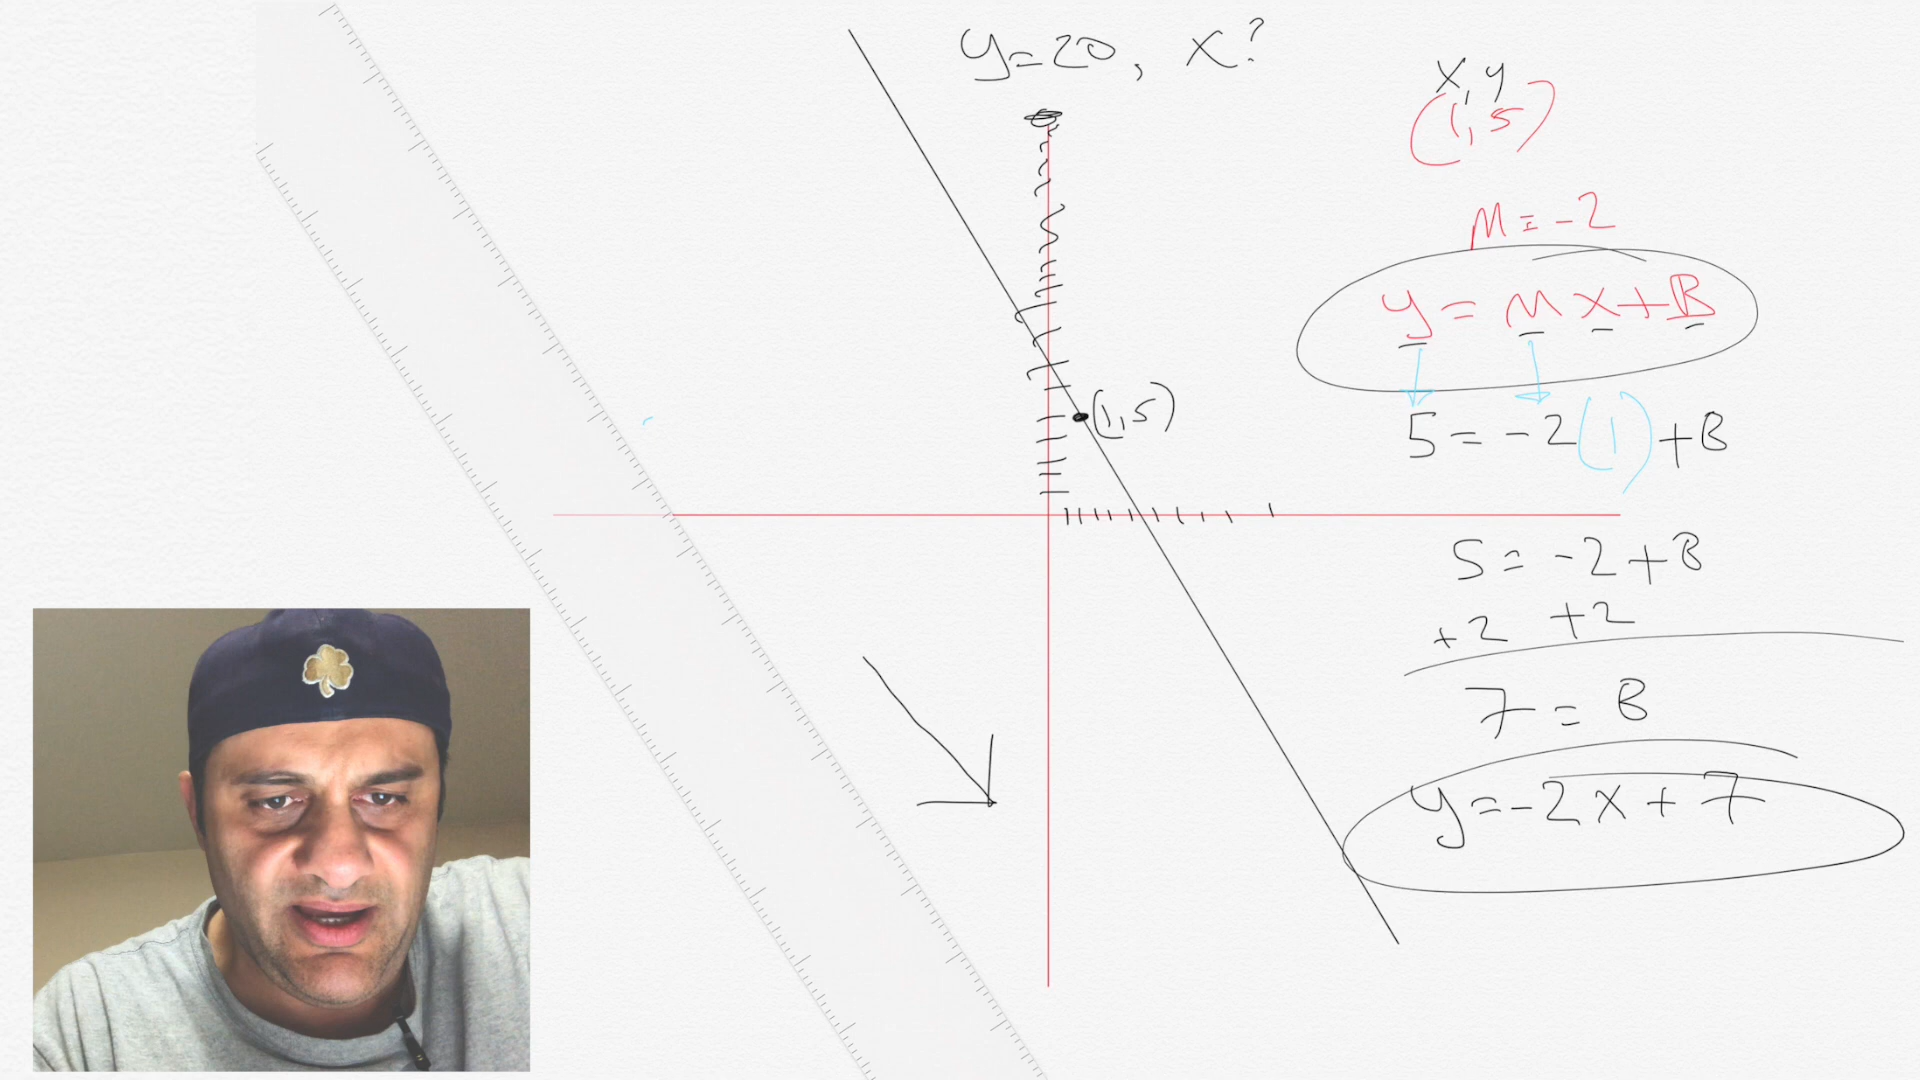 y=20, x?
x, y
(1,5)
M=-2
y=Mx+B
(1,5)
5=-2(1)+B
5=-2+B
+2 +2
7=B
y=-2x+7